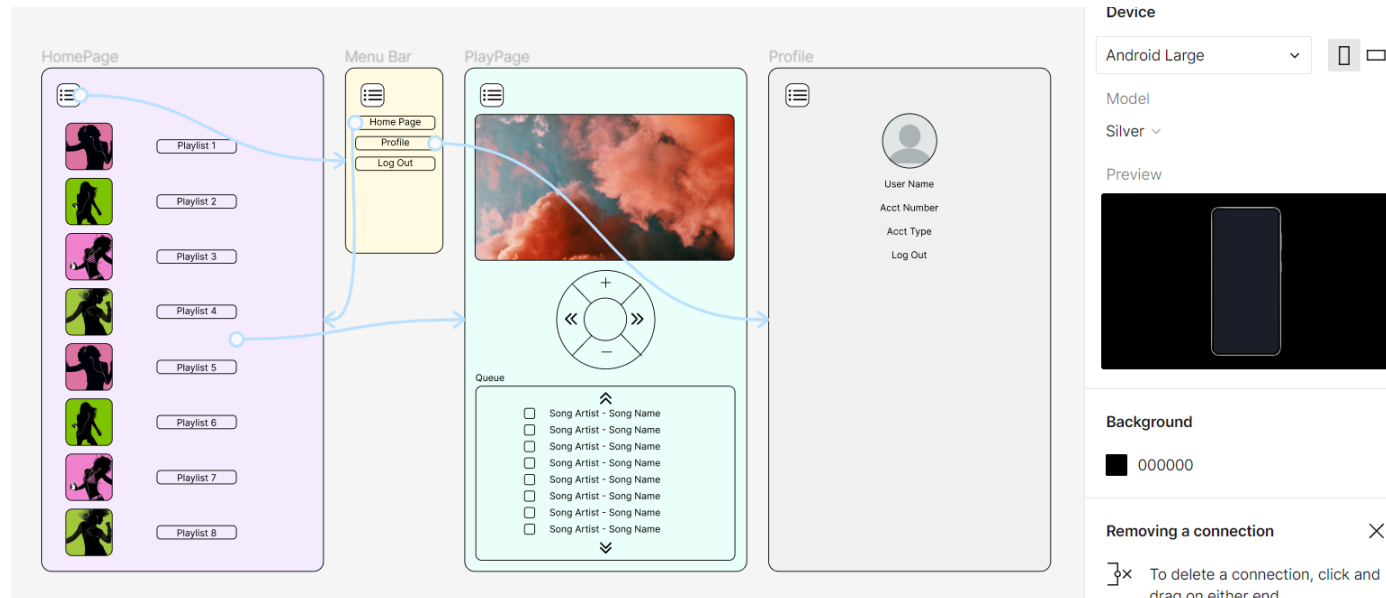 HomePage
Playlist 1
Playlist 2
Playlist 3
Playlist 4
Playlist 5
Playlist 6
Playlist 7
Playlist 8
Menu Bar
Home Page
Profile
Log Out
PlayPage
Queue
Song Artist - Song Name
Song Artist - Song Name
Song Artist - Song Name
Song Artist - Song Name
Song Artist - Song Name
Song Artist - Song Name
Song Artist - Song Name
Song Artist - Song Name
Profile
User Name
Acct Number
Acct Type
Log Out
Device
Android Large
Model
Silver
Preview
Background
000000
Removing a connection
To delete a connection, click and
drag on either end